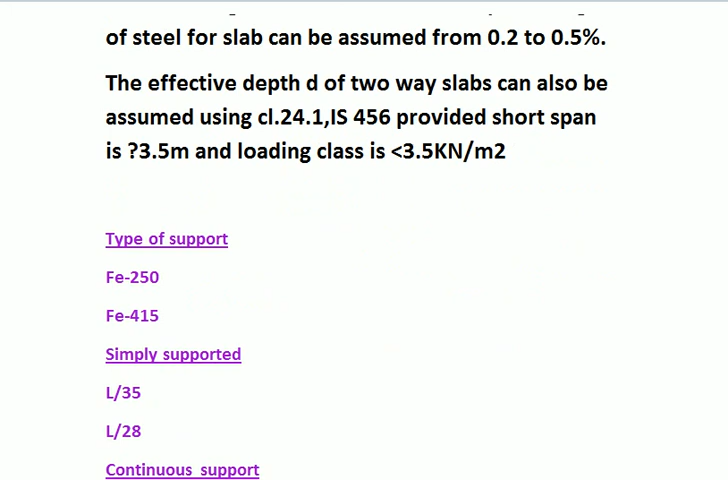 of steel for slab can be assumed from 0.2 to 0.5%.
The effective depth d of two way slabs can also be
assumed using cl.24.1,IS 456 provided short span
is ?3.5m and loading class is <3.5KN/m2
Type of support
Fe-250
Fe-415
Simply supported
L/35
L/28
Continuous support